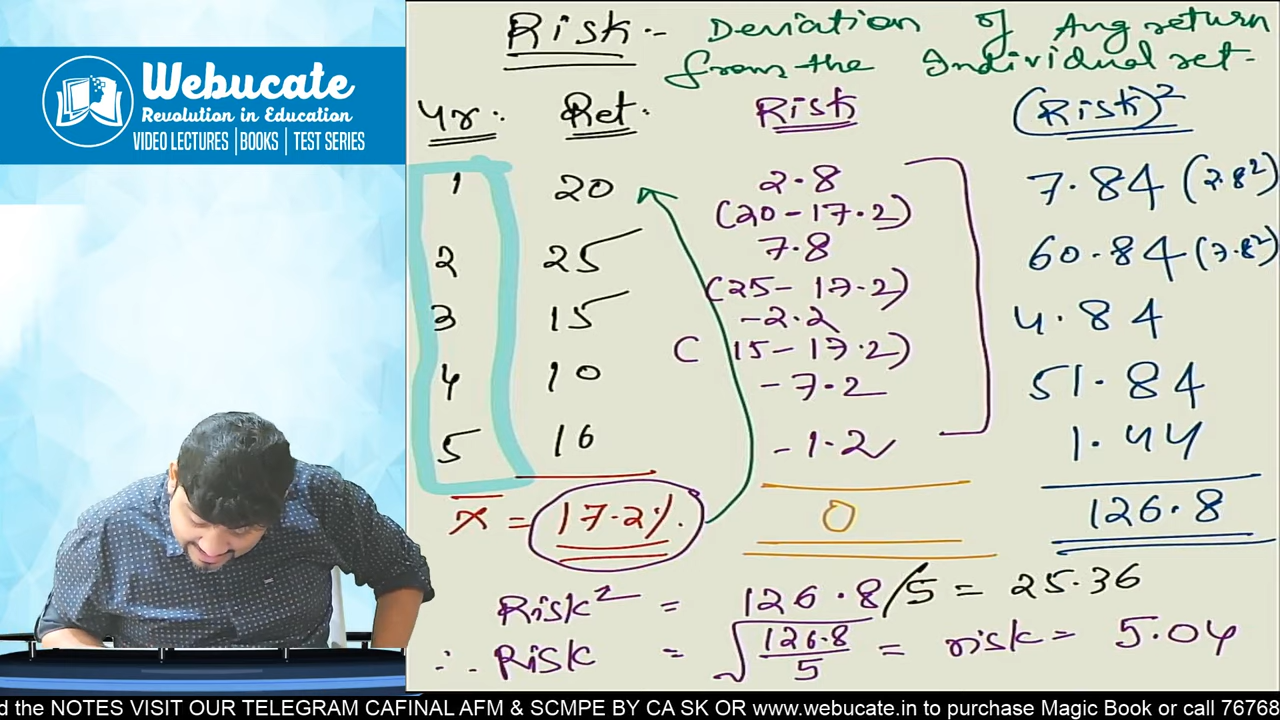 Webucate
Revolution in Education
VIDEO LECTURES | BOOKS | TEST SERIES
Risk:- Deviation of Avg return
from the Individual ret.
Yr. Ret. Risk (Risk)²
1 20 2.8 7.84 (2.8²)
(20-17.2)
2 25 7.8 60.84 (7.8²)
(25-17.2)
3 15 -2.2 4.84
(15-17.2)
4 10 -7.2 51.84
5 16 -1.2 1.44
x̄ = 17.2%. 0 126.8
Risk² = 126.8/5 = 25.36
∴ Risk = √126.8/5 = risk = 5.04
d the NOTES VISIT OUR TELEGRAM CAFINAL AFM & SCMPE BY CA SK OR www.webucate.in to purchase Magic Book or call 76768